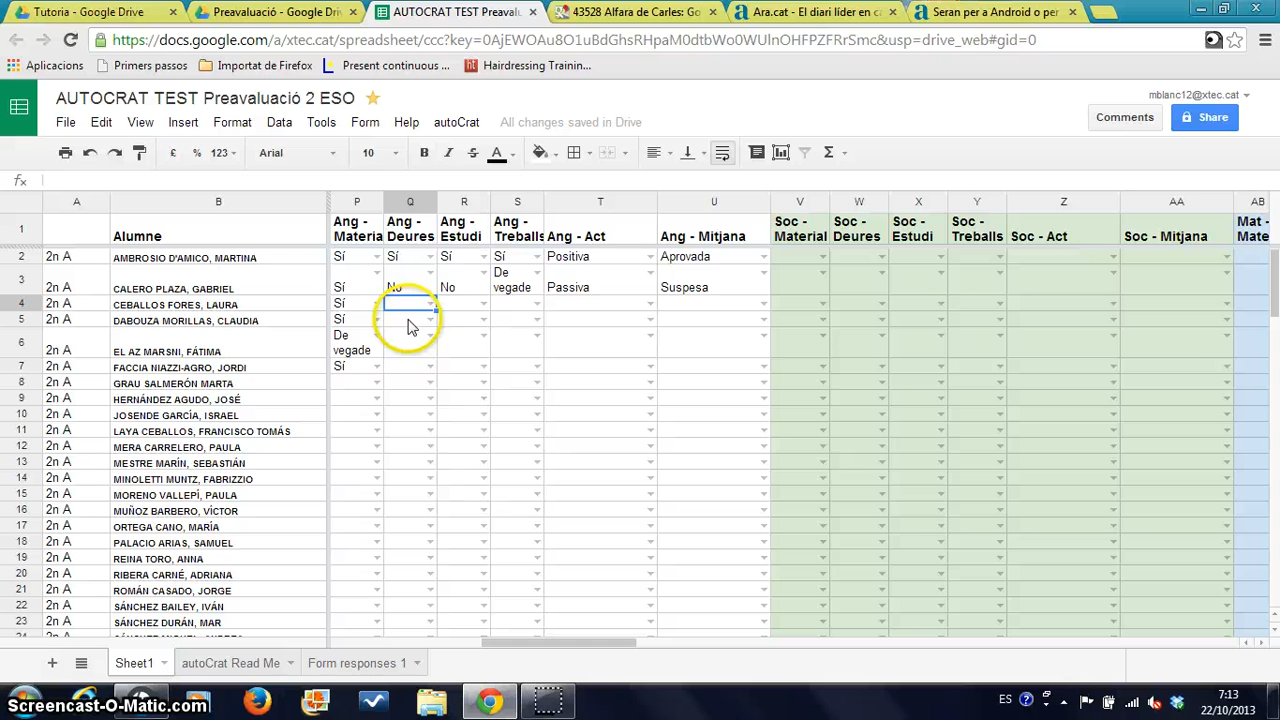 Tutoria - Google Drive
Preavaluació - Google Dri
AUTOCRAT TEST Preavalu
43528 Alfara de Carles: Go
Ara.cat - El diari líder en c
Seran per a Android o per
https://docs.google.com/a/xtec.cat/spreadsheet/ccc?key=0AjEWOAu8O1uBdGhsRHpaM0dtbWo0WUlnOHFPZFRrSmc&usp=drive_web#gid=0
Aplicacions Primers passos Importat de Firefox Present continuous ... Hairdressing Training...
AUTOCRAT TEST Preavaluació 2 ESO
mblanc12@xtec.cat
Comments Share
File Edit View Insert Format Data Tools Form Help autoCrat All changes saved in Drive
£ % 123 Arial 10 B I S A Σ
fx
A B P Q R S T U V W X Y Z AA AB
1 Alumne Ang - Materia Ang - Deures Ang - Estudi Ang - Treballs Ang - Act Ang - Mitjana Soc - Material Soc - Deures Soc - Estudi Soc - Treballs Soc - Act Soc - Mitjana Mat - Mate
2 2n A AMBROSIO D'AMICO, MARTINA Sí Sí Sí Sí Positiva Aprovada
3 2n A CALERO PLAZA, GABRIEL Sí No No De vegade Passiva Suspesa
4 2n A CEBALLOS FORES, LAURA Sí
5 2n A DABOUZA MORILLAS, CLAUDIA Sí
6 2n A EL AZ MARSNI, FÁTIMA De vegade
7 2n A FACCIA NIAZZI-AGRO, JORDI Sí
8 2n A GRAU SALMERÓN MARTA
9 2n A HERNÁNDEZ AGUDO, JOSÉ
10 2n A JOSENDE GARCÍA, ISRAEL
11 2n A LAYA CEBALLOS, FRANCISCO TOMÁS
12 2n A MERA CARRELERO, PAULA
13 2n A MESTRE MARÍN, SEBASTIÁN
14 2n A MINOLETTI MUNTZ, FABRIZZIO
15 2n A MORENO VALLEPÍ, PAULA
16 2n A MUÑOZ BARBERO, VÍCTOR
17 2n A ORTEGA CANO, MARÍA
18 2n A PALACIO ARIAS, SAMUEL
19 2n A REINA TORO, ANNA
20 2n A RIBERA CARNÉ, ADRIANA
21 2n A ROMÁN CASADO, JORGE
22 2n A SÁNCHEZ BAILEY, IVÁN
23 2n A SÁNCHEZ DURÁN, MAR
24 2n A
Sheet1 autoCrat Read Me Form responses 1
Screencast-O-Matic.com
ES
7:13
22/10/2013